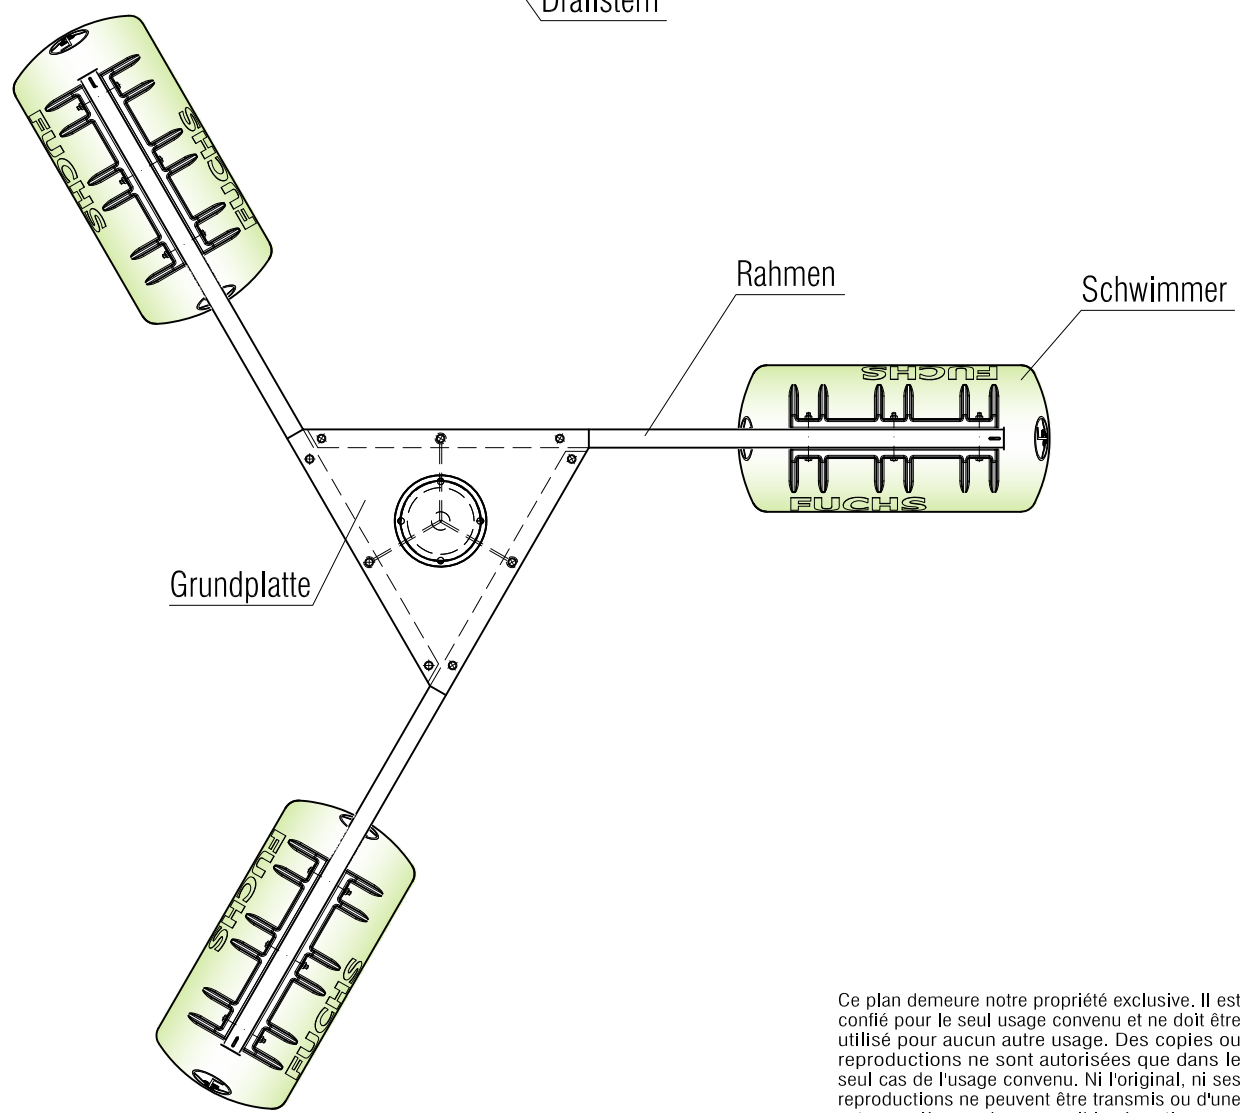 FUCHS
FUCHS
Rahmen
Schwimmer
FUCHS
FUCHS
Grundplatte
FUCHS
FUCHS
Ce plan demeure notre propriété exclusive. Il est
confié pour le seul usage convenu et ne doit être
utilisé pour aucun autre usage. Des copies ou
reproductions ne sont autorisées que dans le
seul cas de l'usage convenu. Ni l'original, ni ses
reproductions ne peuvent être transmis ou d'une